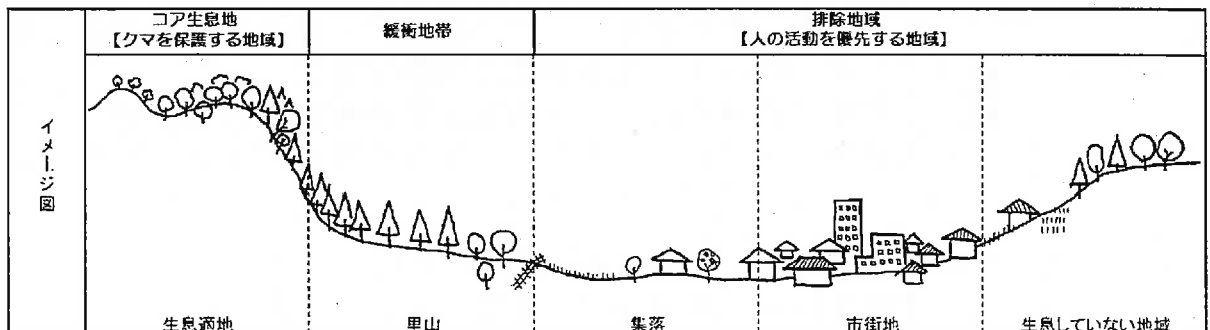 コア生息地
【クマを保護する地域】
緩衝地帯
排除地域
【人の活動を優先する地域】
イメージ図
生息適地
里山
集落
市街地
生息していない地域